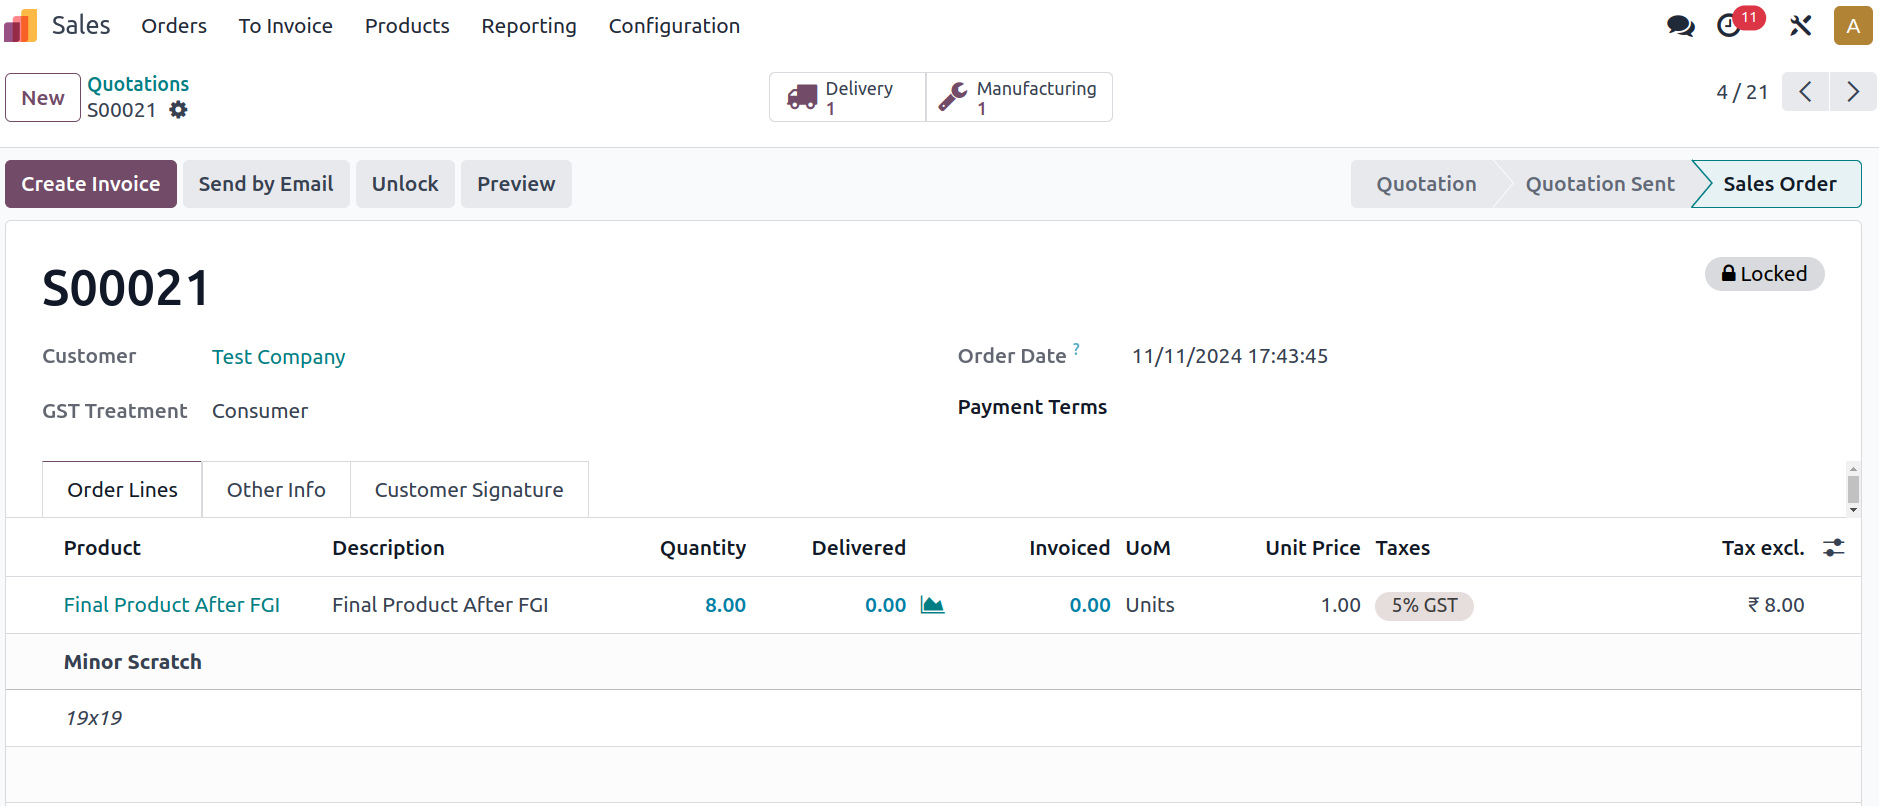 Sales Orders To Invoice Products Reporting Configuration 11 A
New Quotations Delivery Manufacturing 4 / 21
S00021 1 1
Create Invoice Send by Email Unlock Preview Quotation Quotation Sent Sales Order
S00021 Locked
Customer Test Company Order Date ? 11/11/2024 17:43:45
GST Treatment Consumer Payment Terms
Order Lines Other Info Customer Signature
Product Description Quantity Delivered Invoiced UoM Unit Price Taxes Tax excl.
Final Product After FGI Final Product After FGI 8.00 0.00 0.00 Units 1.00 5% GST ₹ 8.00
Minor Scratch
19x19